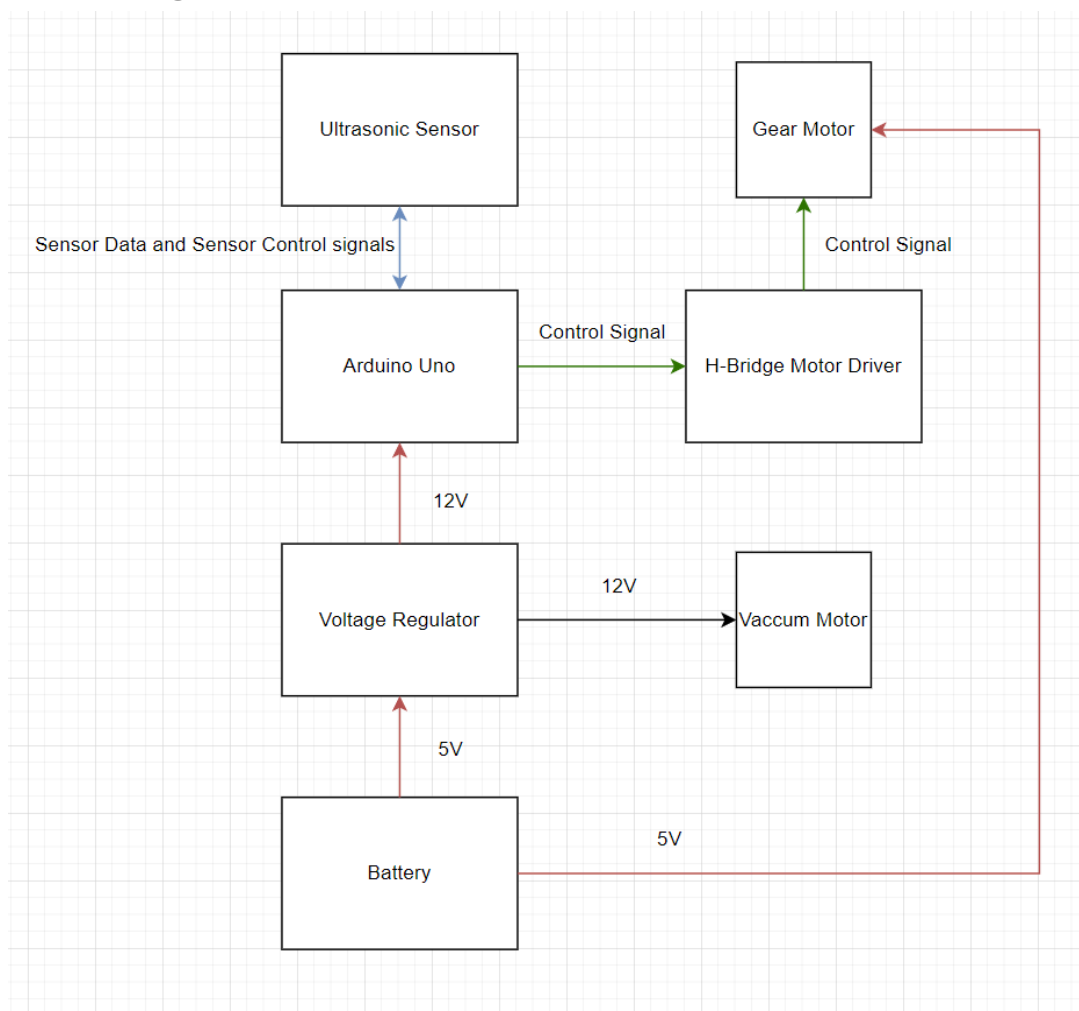 Ultrasonic Sensor
Gear Motor
Sensor Data and Sensor Control signals
Control Signal
Control Signal
Arduino Uno
H-Bridge Motor Driver
12V
12V
Voltage Regulator
Vaccum Motor
5V
5V
Battery